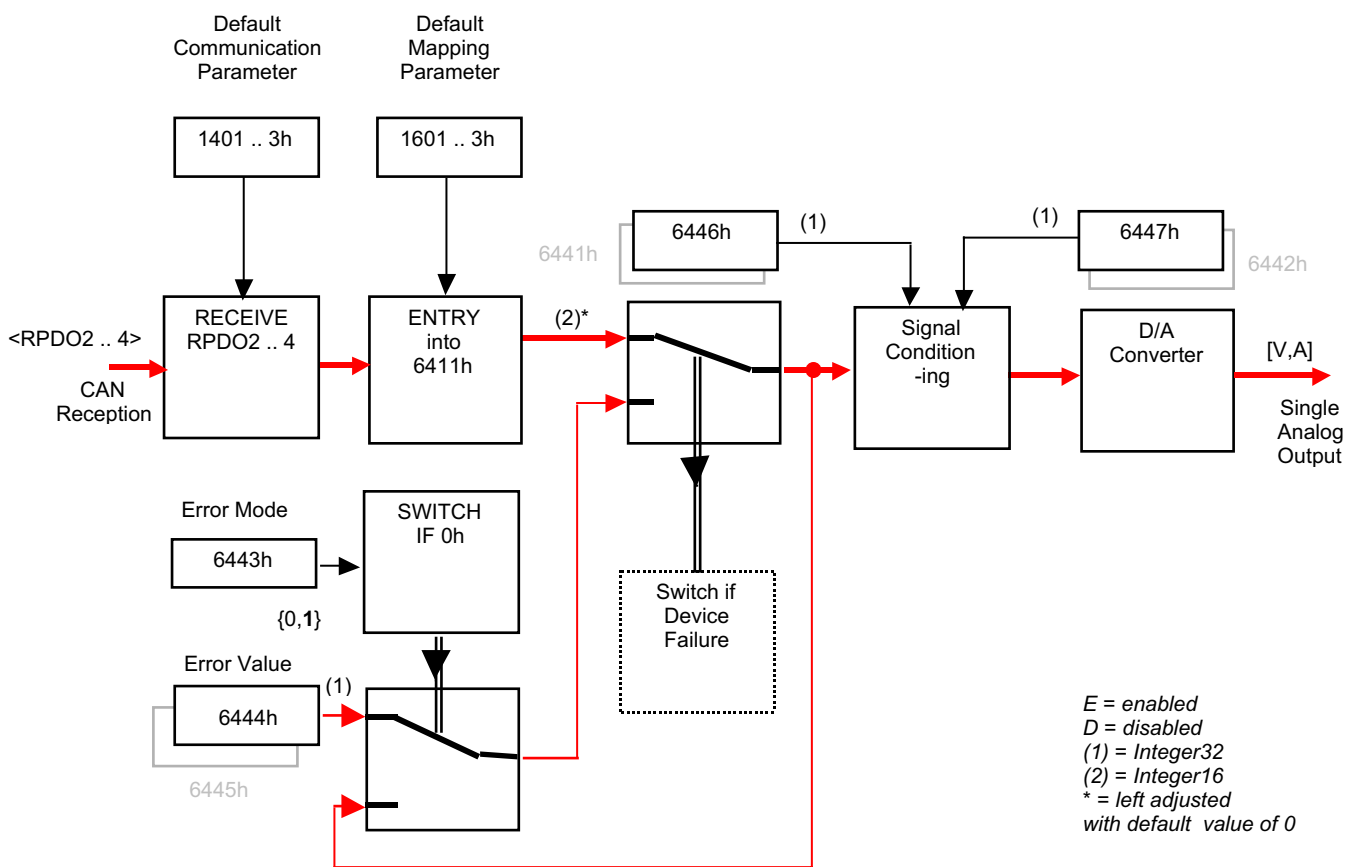 Default
Communication
Parameter
Default
Mapping
Parameter
1401 .. 3h
1601 .. 3h
6446h
(1)
6441h
(1)
6447h
6442h
<RPDO2 .. 4>
CAN
Reception
RECEIVE
RPDO2 .. 4
ENTRY
into
6411h
(2)*
Signal
Condition
-ing
D/A
Converter
[V,A]
Single
Analog
Output
Error Mode
6443h
{0,1}
SWITCH
IF 0h
Switch if
Device
Failure
Error Value
6444h
(1)
6445h
E = enabled
D = disabled
(1) = Integer32
(2) = Integer16
* = left adjusted
with default value of 0